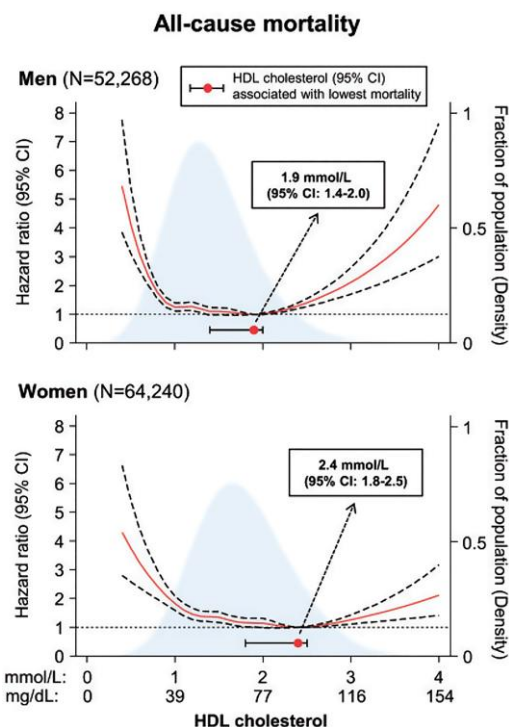 All-cause mortality
Men (N=52,268)
HDL cholesterol (95% CI)
associated with lowest mortality
Hazard ratio (95% CI)
8
7
6
5
4
3
2
1
0
1.9 mmol/L
(95% CI: 1.4-2.0)
1
0.5
0
Fraction of population (Density)
Women (N=64,240)
Hazard ratio (95% CI)
8
7
6
5
4
3
2
1
0
2.4 mmol/L
(95% CI: 1.8-2.5)
1
0.5
0
Fraction of population (Density)
mmol/L: 0 1 2 3 4
mg/dL: 0 39 77 116 154
HDL cholesterol